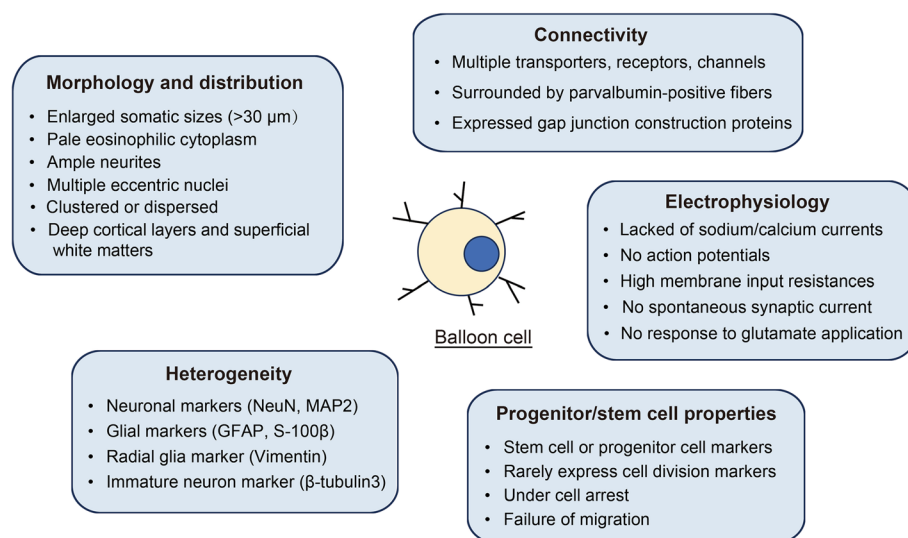 Morphology and distribution
• Enlarged somatic sizes (>30 μm）
• Pale eosinophilic cytoplasm
• Ample neurites
• Multiple eccentric nuclei
• Clustered or dispersed
• Deep cortical layers and superficial
white matters
Connectivity
• Multiple transporters, receptors, channels
• Surrounded by parvalbumin-positive fibers
• Expressed gap junction construction proteins
Electrophysiology
• Lacked of sodium/calcium currents
• No action potentials
• High membrane input resistances
• No spontaneous synaptic current
• No response to glutamate application
Balloon cell
Heterogeneity
• Neuronal markers (NeuN, MAP2)
• Glial markers (GFAP, S-100β)
• Radial glia marker (Vimentin)
• Immature neuron marker (β-tubulin3)
Progenitor/stem cell properties
• Stem cell or progenitor cell markers
• Rarely express cell division markers
• Under cell arrest
• Failure of migration